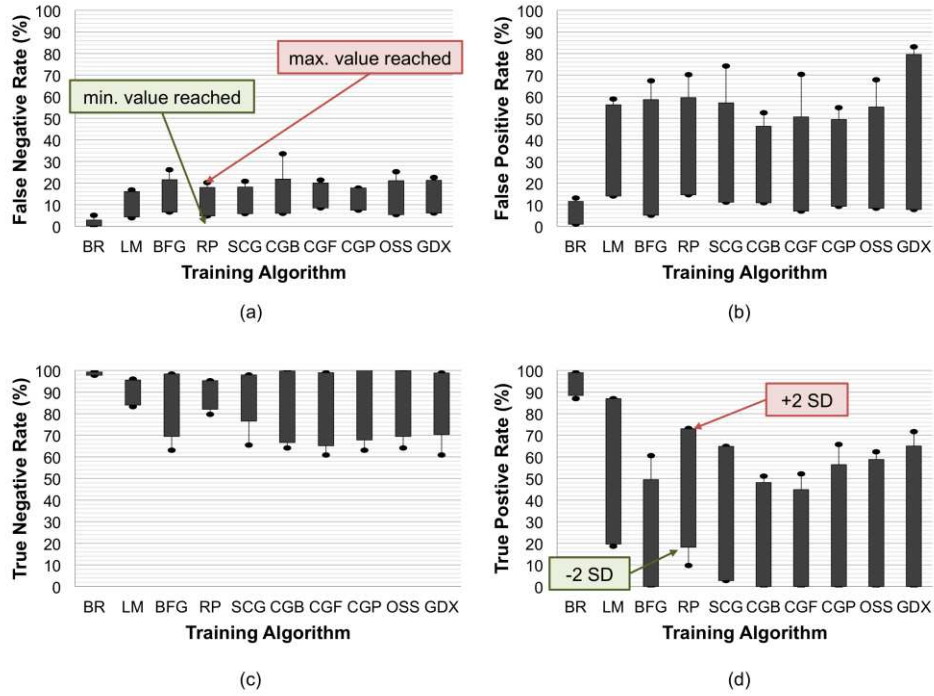 False Negative Rate (%)
100
90
80
70
60
50
40
30
20
10
0
max. value reached
min. value reached
BR LM BFG RP SCG CGB CGF CGP OSS GDX
Training Algorithm
(a)
False Positive Rate (%)
100
90
80
70
60
50
40
30
20
10
0
BR LM BFG RP SCG CGB CGF CGP OSS GDX
Training Algorithm
(b)
True Negative Rate (%)
100
90
80
70
60
50
40
30
20
10
0
BR LM BFG RP SCG CGB CGF CGP OSS GDX
Training Algorithm
(c)
True Postive Rate (%)
100
90
80
70
60
50
40
30
20
10
0
+2 SD
-2 SD
BR LM BFG RP SCG CGB CGF CGP OSS GDX
Training Algorithm
(d)